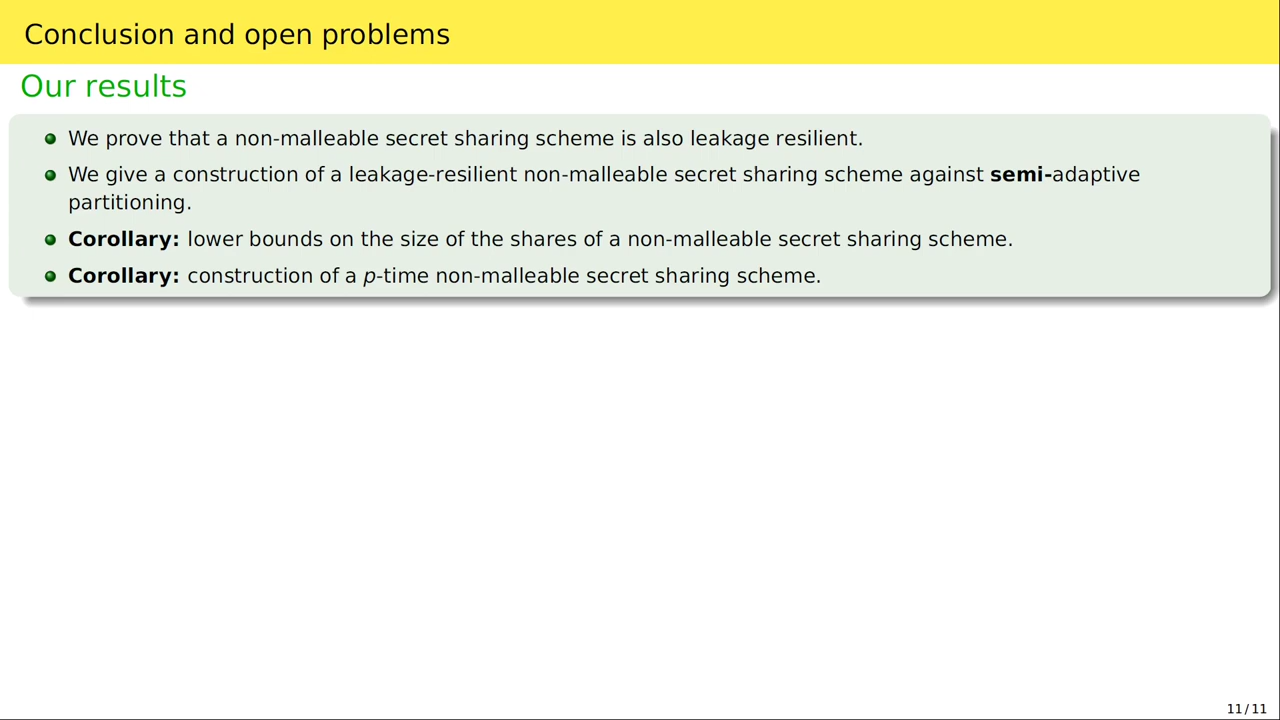 Conclusion and open problems
Our results
We prove that a non-malleable secret sharing scheme is also leakage resilient.
We give a construction of a leakage-resilient non-malleable secret sharing scheme against semi-adaptive
partitioning.
Corollary: lower bounds on the size of the shares of a non-malleable secret sharing scheme.
Corollary: construction of a p-time non-malleable secret sharing scheme.
11 / 11